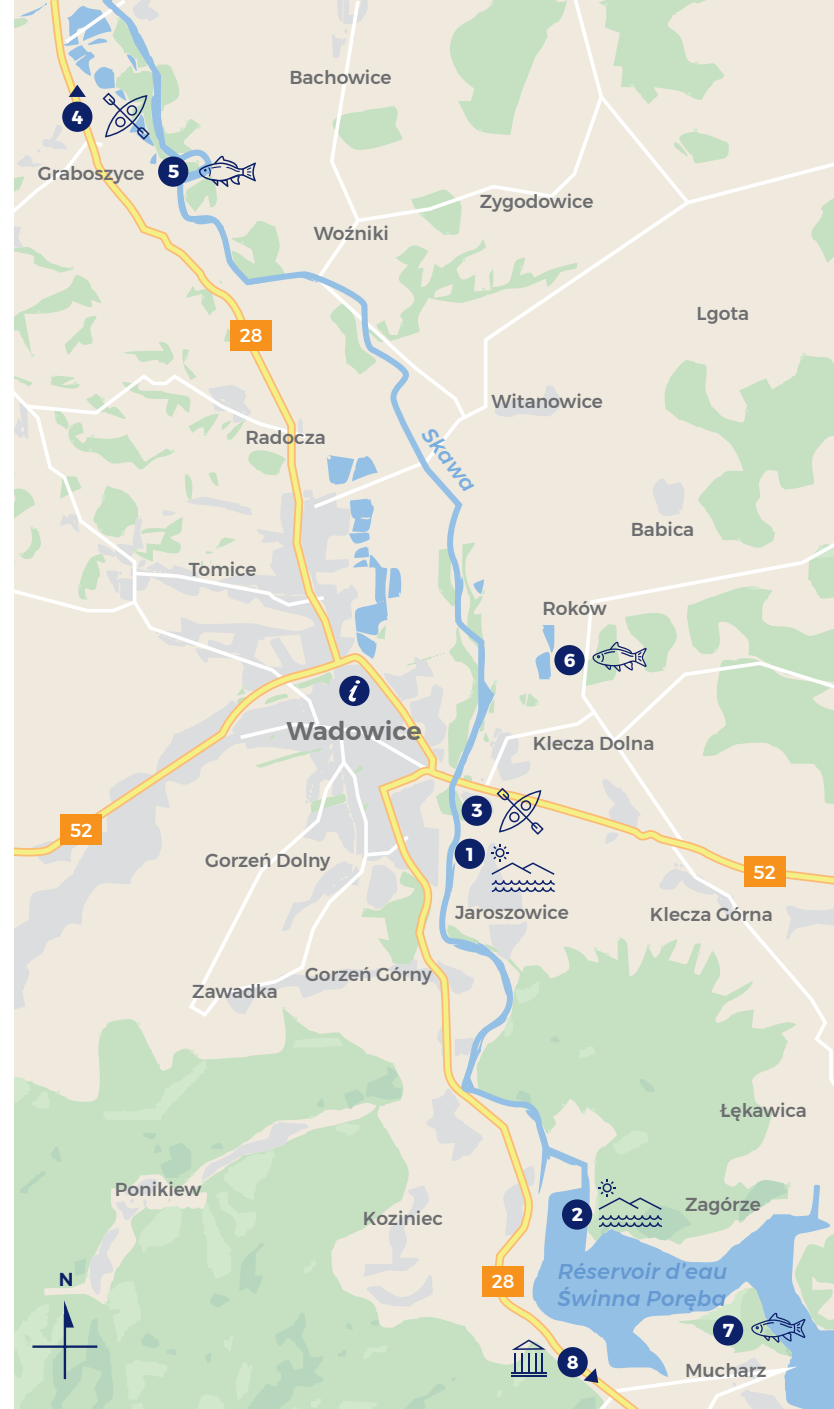 Bachowice
4
Graboszyce
5
Zygodowice
Woźniki
Lgota
28
Witanowice
Radocza
Skawa
Babica
Tomice
Roków
6
i
Wadowice
Klecza Dolna
3
52
1
Gorzeń Dolny
52
Jaroszowice
Klecza Górna
Gorzeń Górny
Zawadka
Łękawica
Ponikiew
Zagórze
2
Koziniec
Réservoir d'eau
Świnna Poręba
N
28
7
8
Mucharz